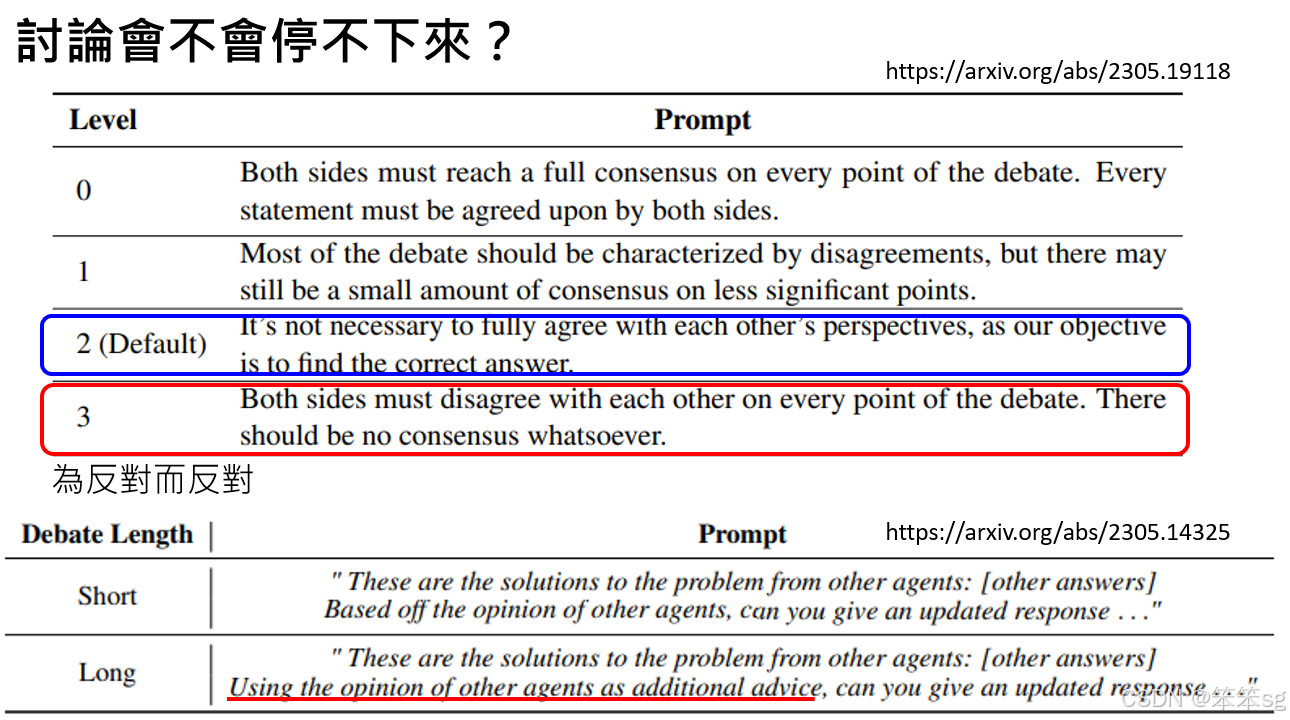 討論會不會停不下來？
https://arxiv.org/abs/2305.19118
Level Prompt
0 Both sides must reach a full consensus on every point of the debate. Every
statement must be agreed upon by both sides.
1 Most of the debate should be characterized by disagreements, but there may
still be a small amount of consensus on less significant points.
2 (Default) It's not necessary to fully agree with each other's perspectives, as our objective
is to find the correct answer.
3 Both sides must disagree with each other on every point of the debate. There
should be no consensus whatsoever.
為反對而反對
Debate Length Prompt https://arxiv.org/abs/2305.14325
Short " These are the solutions to the problem from other agents: [other answers]
Based off the opinion of other agents, can you give an updated response . . ."
Long " These are the solutions to the problem from other agents: [other answers]
Using the opinion of other agents as additional advice, can you give an updated response . . ."
CSDN @笨笨sg